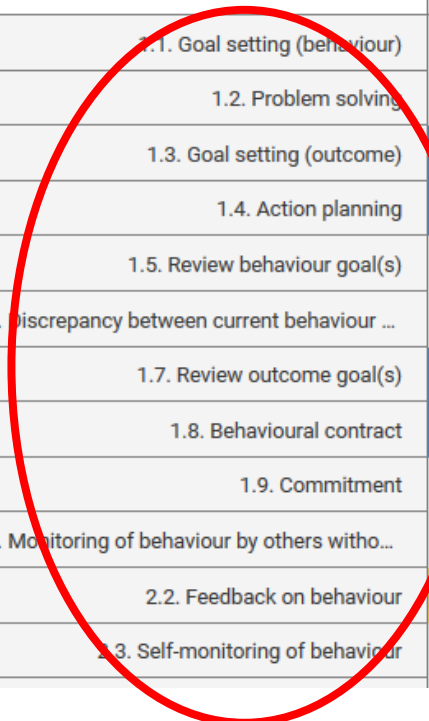 1.1. Goal setting (behaviour)
1.2. Problem solving
1.3. Goal setting (outcome)
1.4. Action planning
1.5. Review behaviour goal(s)
. Discrepancy between current behaviour ...
1.7. Review outcome goal(s)
1.8. Behavioural contract
1.9. Commitment
. Monitoring of behaviour by others witho...
2.2. Feedback on behaviour
2.3. Self-monitoring of behaviour